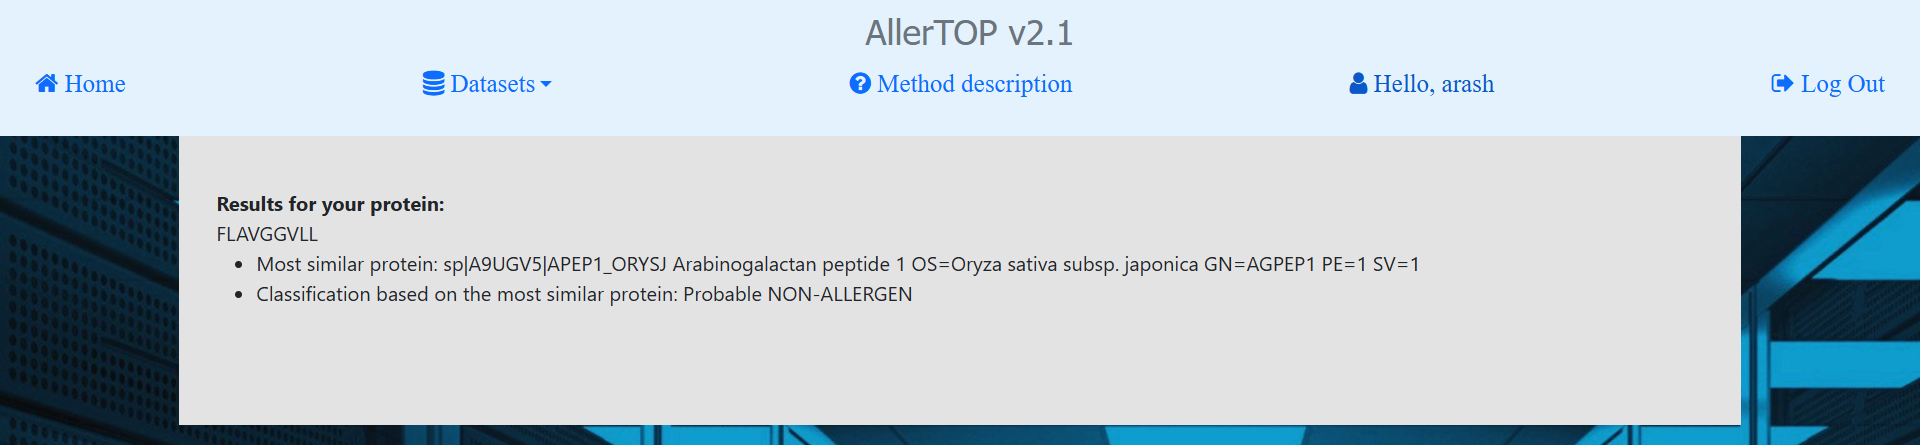 AllerTOP v2.1
Home Datasets Method description Hello, arash Log Out
Results for your protein:
FLAVGGVLL
• Most similar protein: sp|A9UGV5|APEP1_ORYSJ Arabinogalactan peptide 1 OS=Oryza sativa subsp. japonica GN=AGPEP1 PE=1 SV=1
• Classification based on the most similar protein: Probable NON-ALLERGEN